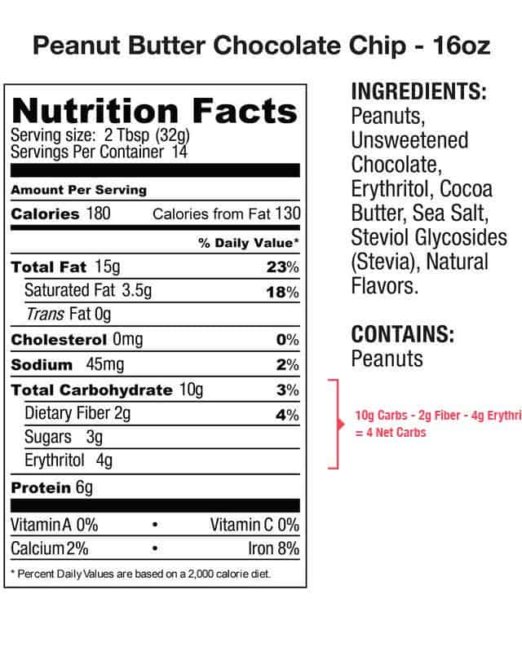 Peanut Butter Chocolate Chip - 16oz
Nutrition Facts
Serving size: 2 Tbsp (32g)
Servings Per Container 14
Amount Per Serving
Calories 180 Calories from Fat 130
% Daily Value*
Total Fat 15g 23%
Saturated Fat 3.5g 18%
Trans Fat 0g
Cholesterol 0mg 0%
Sodium 45mg 2%
Total Carbohydrate 10g 3%
Dietary Fiber 2g 4%
Sugars 3g
Erythritol 4g
Protein 6g
Vitamin A 0% • Vitamin C 0%
Calcium 2% • Iron 8%
* Percent Daily Values are based on a 2,000 calorie diet.
INGREDIENTS:
Peanuts,
Unsweetened
Chocolate,
Erythritol, Cocoa
Butter, Sea Salt,
Steviol Glycosides
(Stevia), Natural
Flavors.
CONTAINS:
Peanuts
10g Carbs - 2g Fiber - 4g Erythri
= 4 Net Carbs